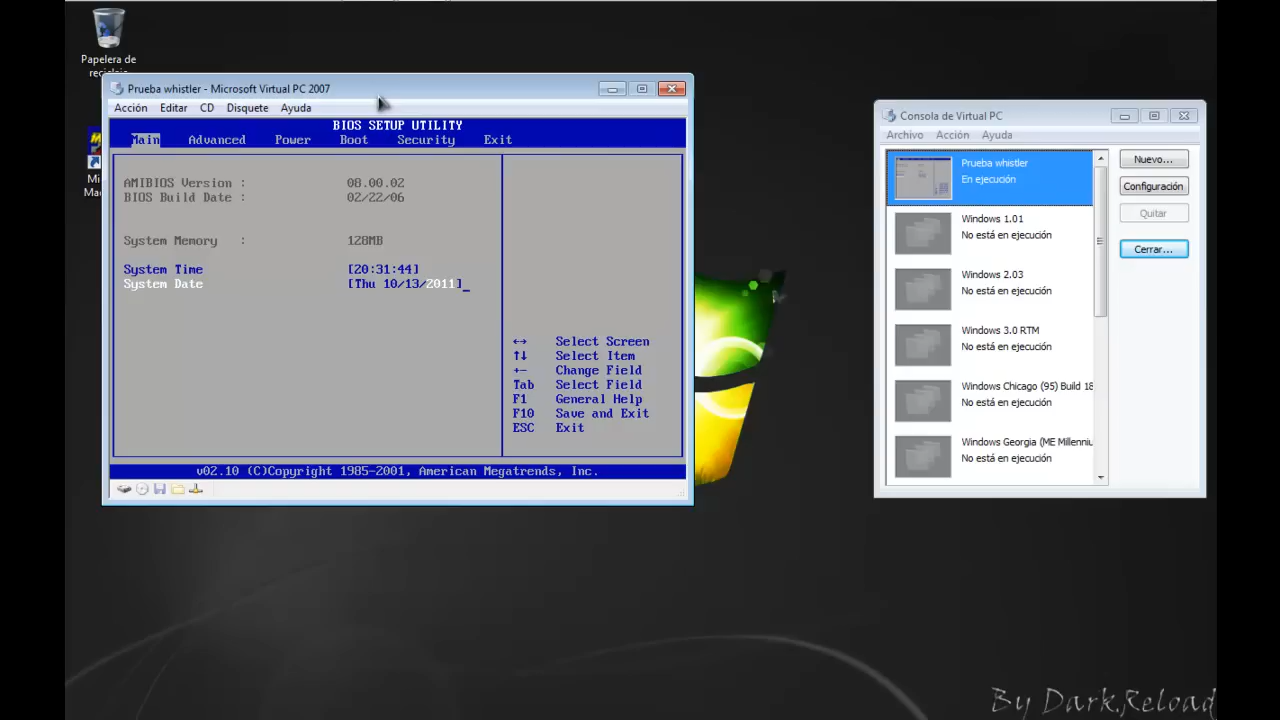 Papelera de
reciclaje
Mi
Mac
Prueba whistler - Microsoft Virtual PC 2007
Acción Editar CD Disquete Ayuda
BIOS SETUP UTILITY
Main Advanced Power Boot Security Exit
AMIBIOS Version : 08.00.02
BIOS Build Date : 02/22/06
System Memory : 128MB
System Time [20:31:44]
System Date [Thu 10/13/2011]
↔ Select Screen
↑↓ Select Item
+- Change Field
Tab Select Field
F1 General Help
F10 Save and Exit
ESC Exit
v02.10 (C)Copyright 1985-2001, American Megatrends, Inc.
Consola de Virtual PC
Archivo Acción Ayuda
Prueba whistler
En ejecución
Windows 1.01
No está en ejecución
Windows 2.03
No está en ejecución
Windows 3.0 RTM
No está en ejecución
Windows Chicago (95) Build 18
No está en ejecución
Windows Georgia (ME Millenniu
No está en ejecución
Nuevo...
Configuración
Quitar
Cerrar...
By Dark.Reload